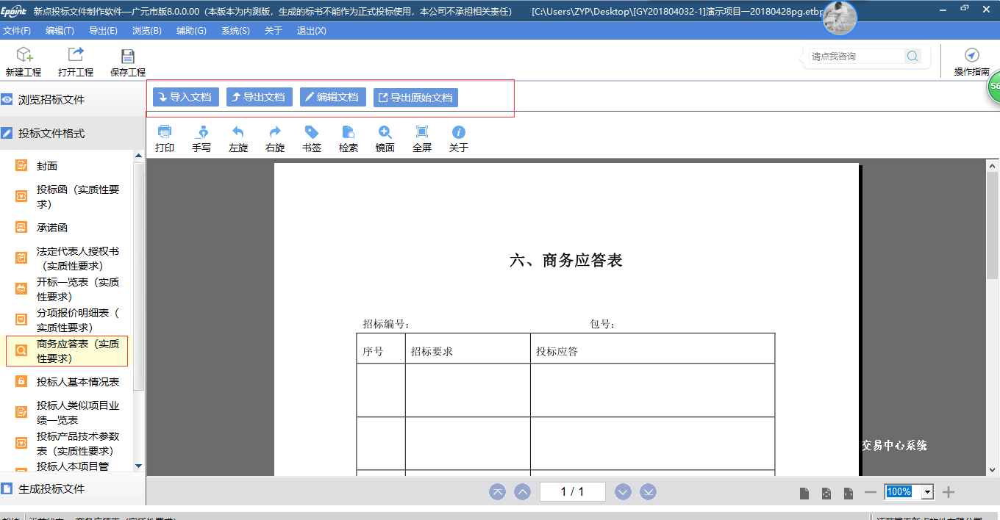 Epoint 新点投标文件制作软件—广元市版8.0.0.00（本版本为内测版，生成的标书不能作为正式投标使用，本公司不承担相关责任） [C:\Users\ZYP\Desktop\[GY201804032-1]演示项目—20180428pg.etbp
文件(F) 编辑(T) 导出(E) 浏览(B) 辅助(G) 系统(S) 关于 退出(X)
新建工程 打开工程 保存工程 请点我咨询 操作指南
56
浏览招标文件
投标文件格式
封面
投标函（实质性要
求）
承诺函
法定代表人授权书
（实质性要求）
开标一览表（实质
性要求）
分项报价明细表（
实质性要求）
商务应答表（实质
性要求）
投标人基本情况表
投标人类似项目业
绩一览表
投标产品技术参数
表（实质性要求）
投标人本项目管
生成投标文件
导入文档 导出文档 编辑文档 导出原始文档
打印 手写 左旋 右旋 书签 检索 镜面 全屏 关于
六、商务应答表
招标编号： 包号：
序号 招标要求 投标应答
交易中心系统
1 / 1
100%